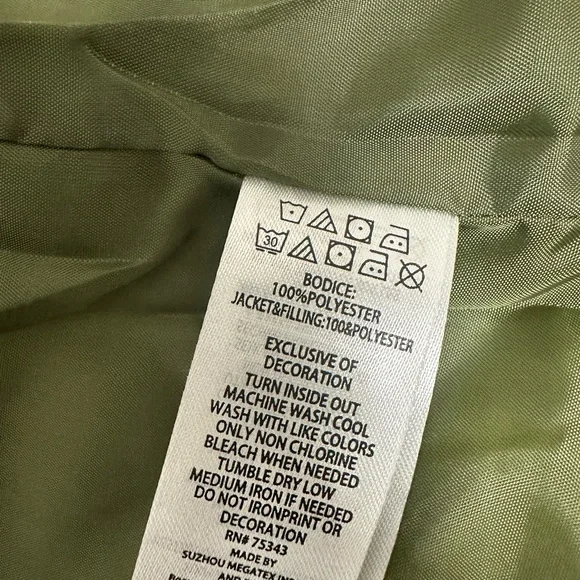 30
BODICE:
100%POLYESTER
JACKET&FILLING:100&POLYESTER
EXCLUSIVE OF
DECORATION
TURN INSIDE OUT
MACHINE WASH COOL
WASH WITH LIKE COLORS
ONLY NON CHLORINE
BLEACH WHEN NEEDED
TUMBLE DRY LOW
MEDIUM IRON IF NEEDED
DO NOT IRONPRINT OR
DECORATION
RN# 75343
MADE BY
SUZHOU MEGATEX
AND